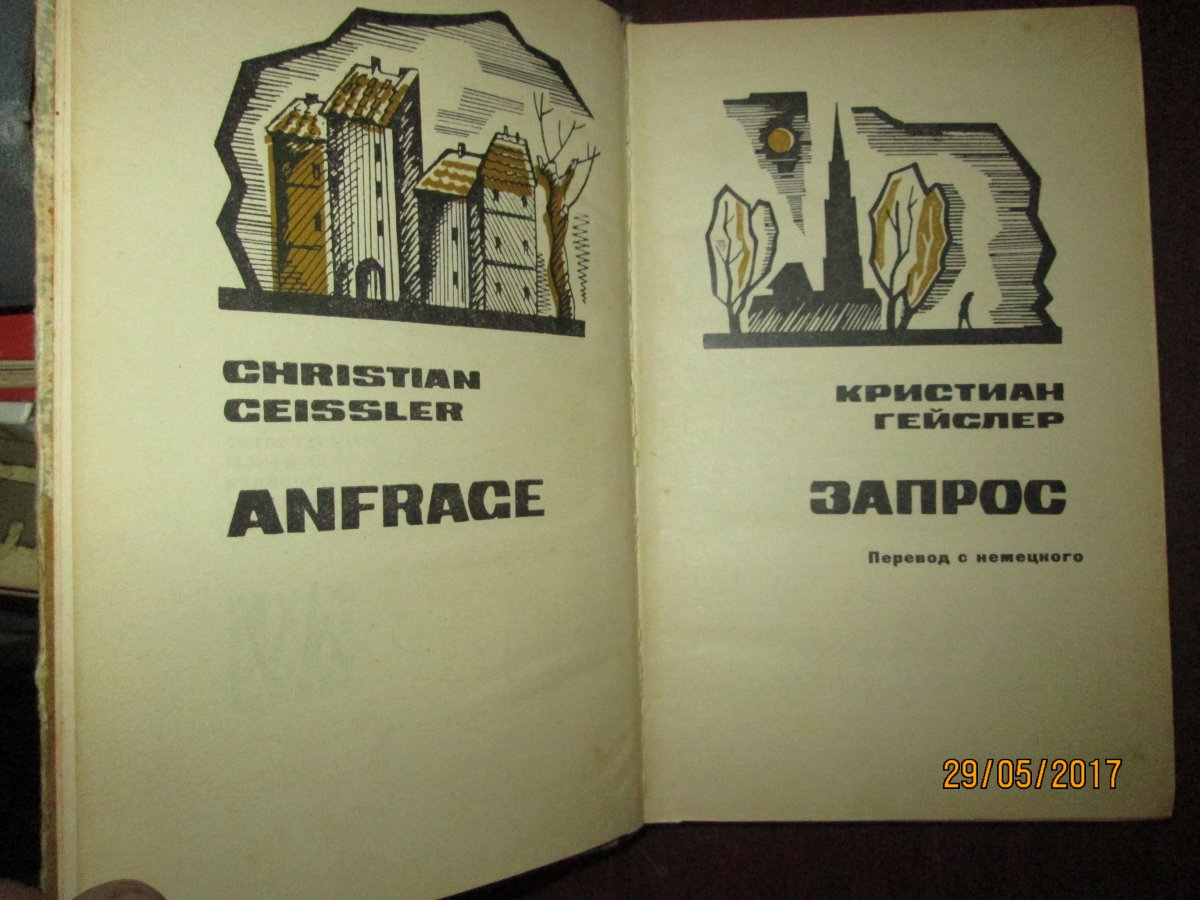 CHRISTIAN
CEISSLER
ANFRAGE
КРИСТИАН
ГЕЙСЛЕР
ЗАПРОС
Перевод с немецкого
29/05/2017